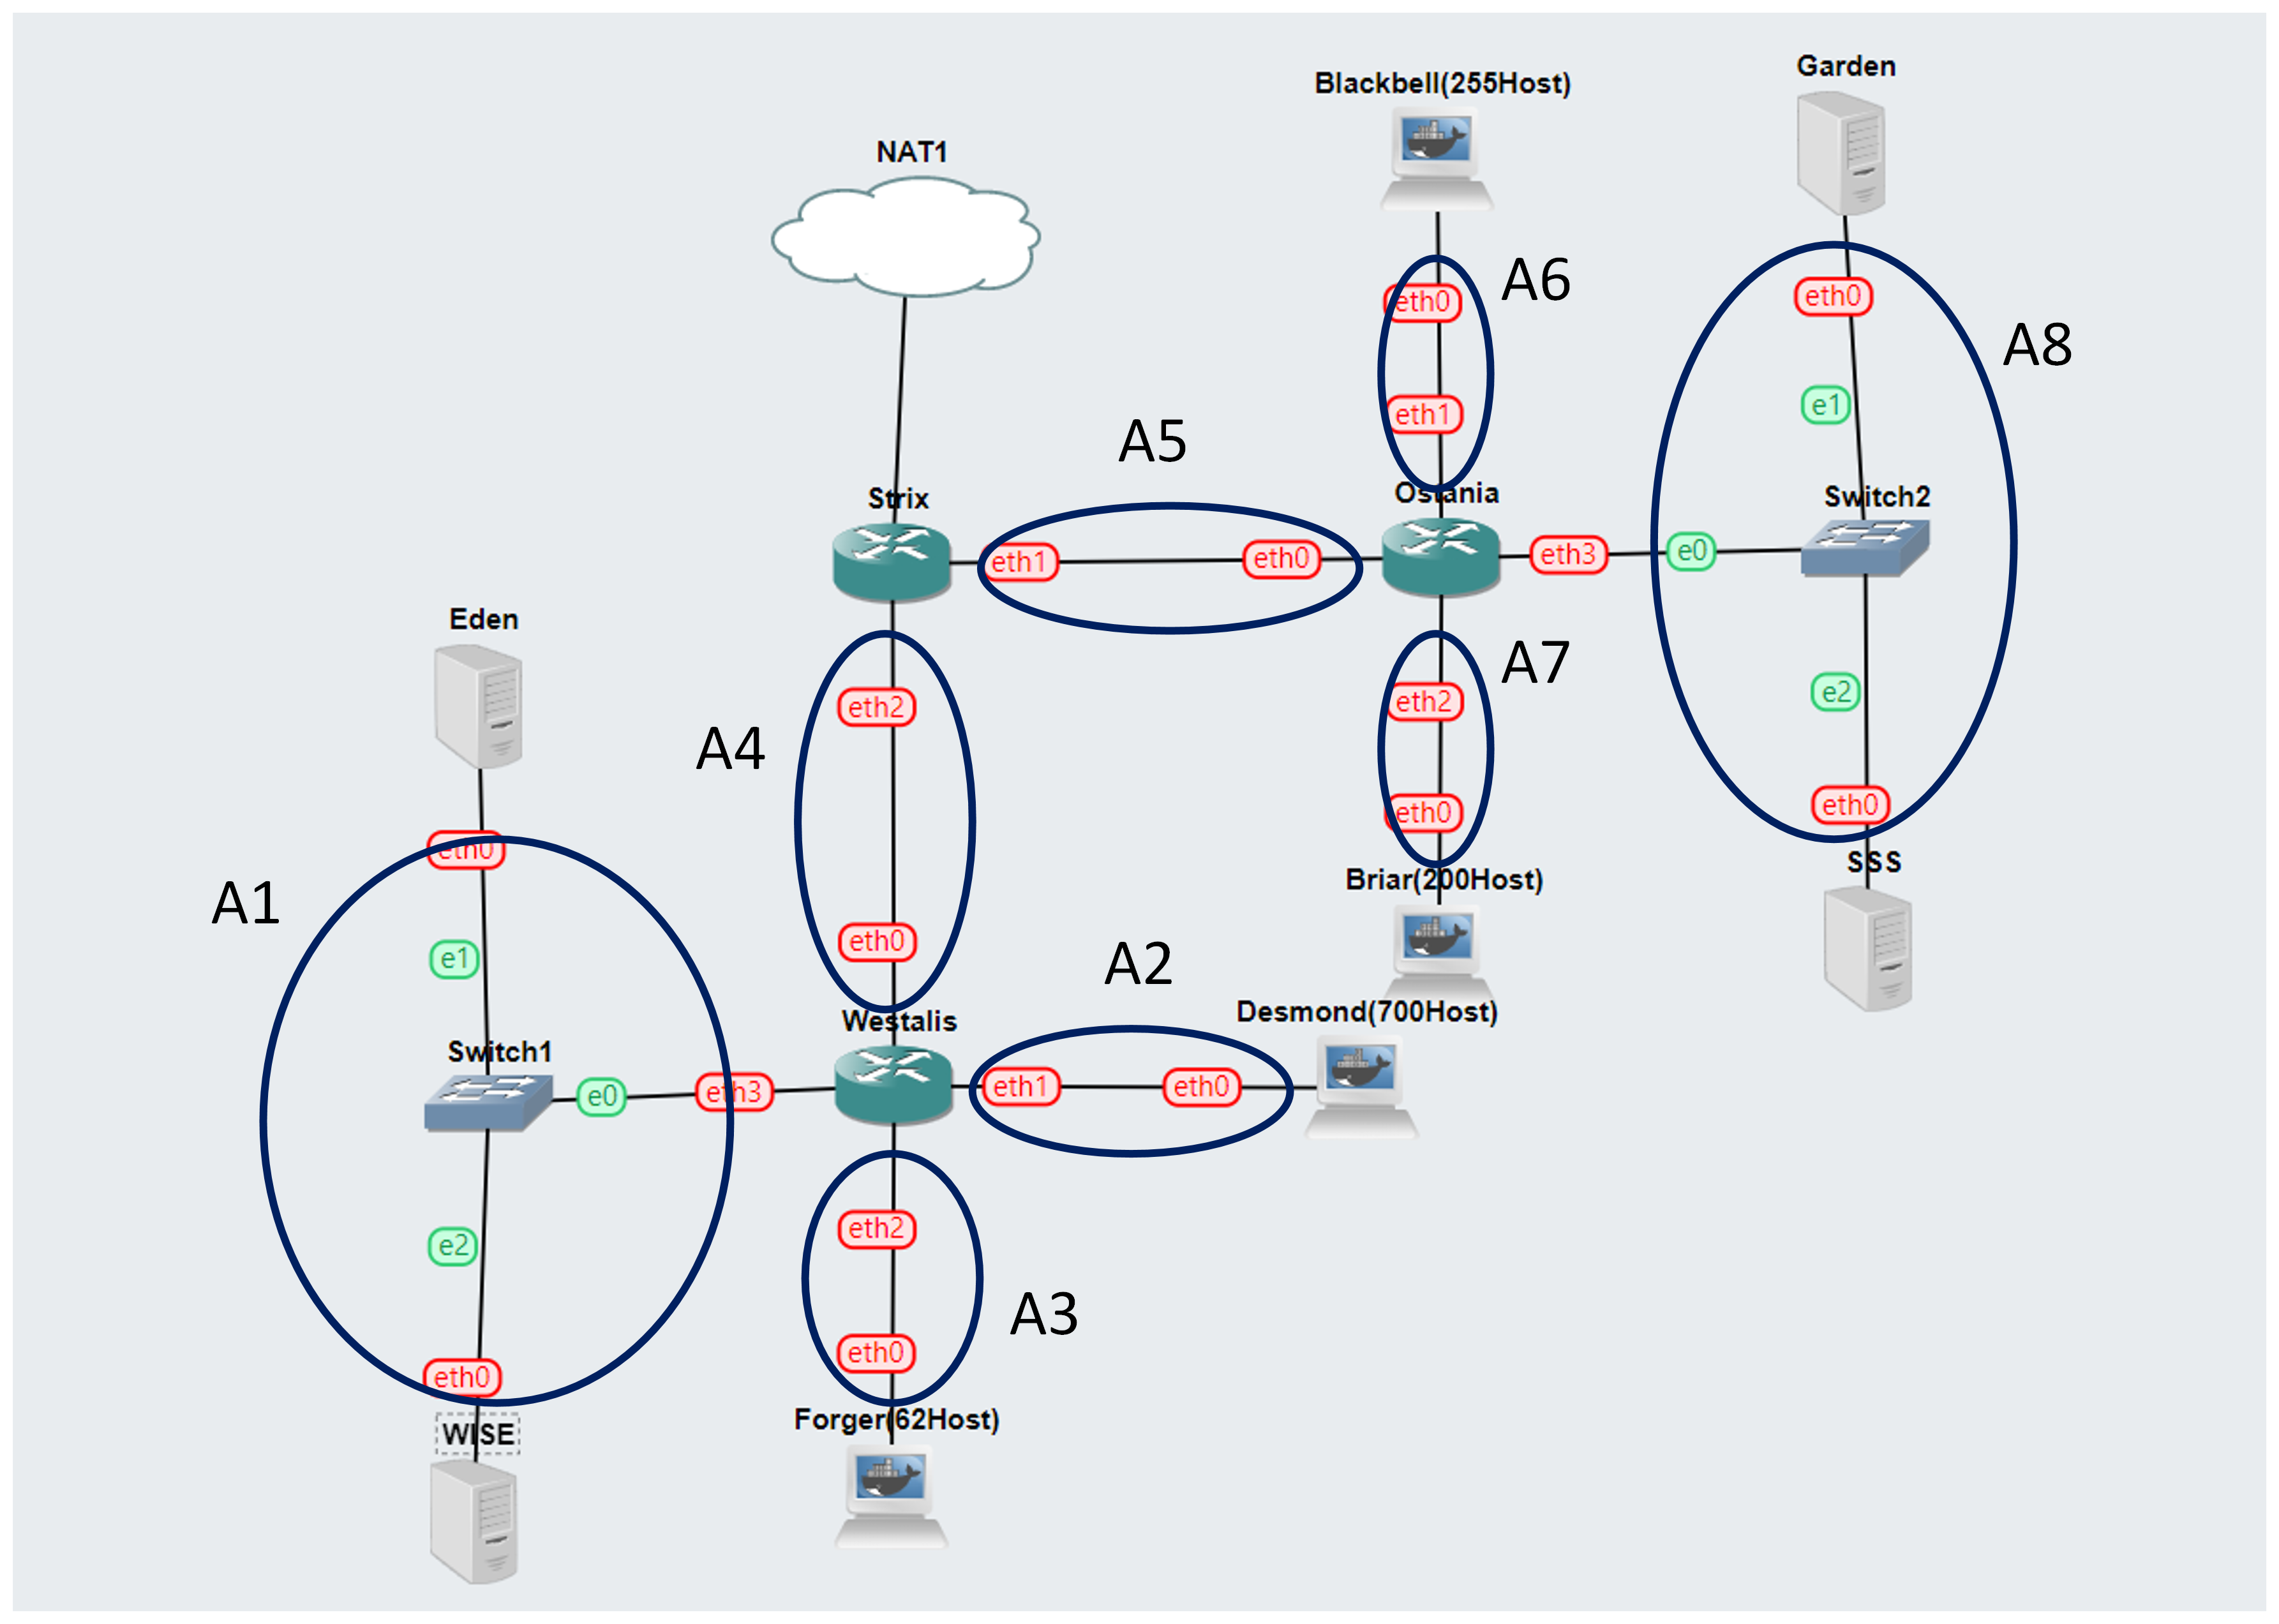 Garden
Blackbell(255Host)
NAT1
A6
eth0
eth0
A8
e1
eth1
A5
Strix
Ostania
Switch2
eth1
eth0
eth3
e0
Eden
A7
eth2
eth2
e2
A4
eth0
eth0
eth0
SSS
Briar(200Host)
A1
eth0
e1
A2
Desmond(700Host)
Westalis
Switch1
e0
eth3
eth1
eth0
eth2
e2
A3
eth0
eth0
Forger(62Host)
WISE